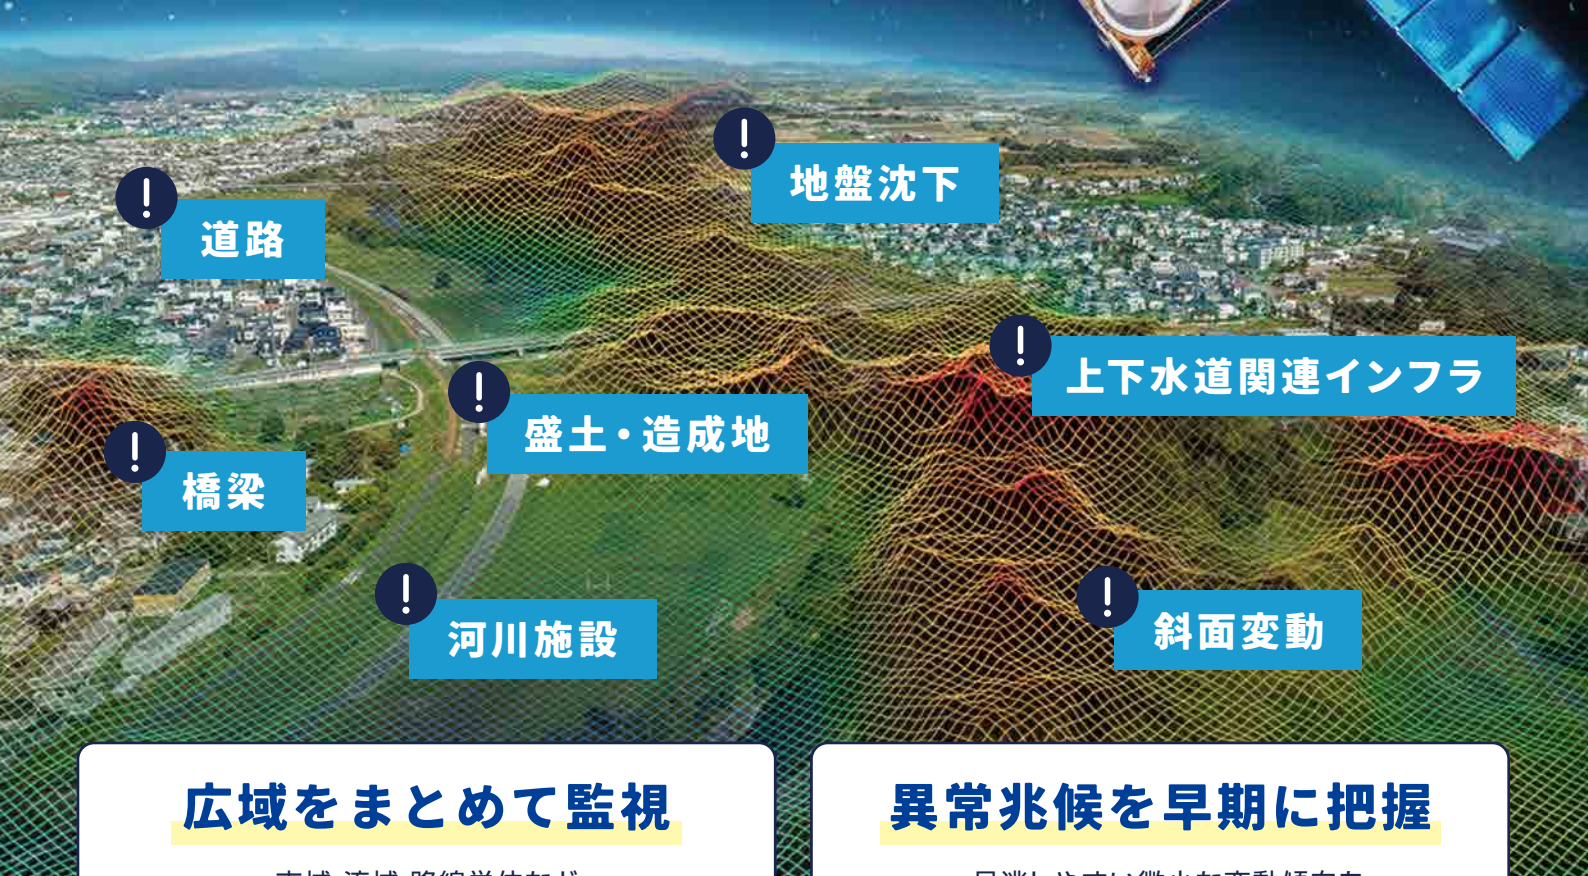 地盤沈下
道路
上下水道関連インフラ
盛土・造成地
橋梁
河川施設
斜面変動
広域をまとめて監視
異常兆候を早期に把握